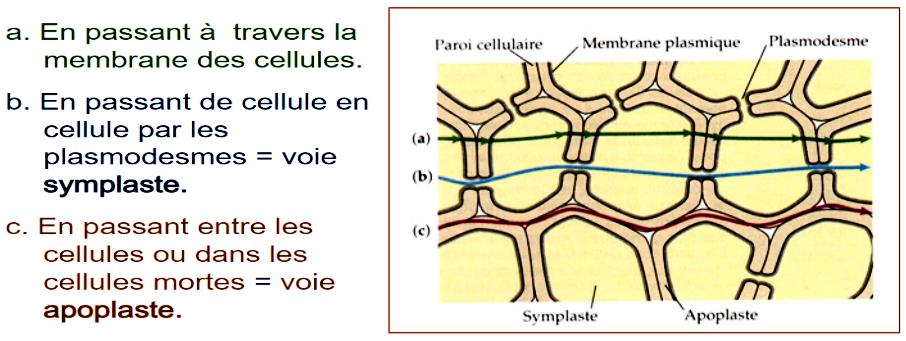 a. En passant à travers la
membrane des cellules.
b. En passant de cellule en
cellule par les
plasmodesmes = voie
symplaste.
c. En passant entre les
cellules ou dans les
cellules mortes = voie
apoplaste.
Paroi cellulaire Membrane plasmique Plasmodesme
(a)
(b)
(c)
Symplaste Apoplaste